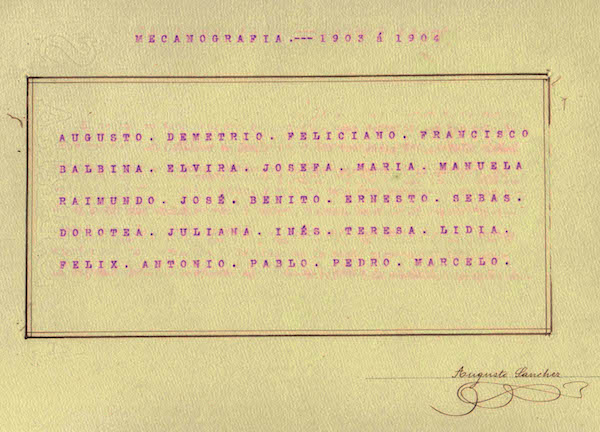 MECANOGRAFIA.--- 1903 á 1904
AUGUSTO. DEMETRIO. FELICIANO. FRANCISCO
BALBINA. ELVIRA. JOSEFA. MARIA. MANUELA
RAIMUNDO. JOSÉ. BENITO. ERNESTO. SEBAS.
DOROTEA. JULIANA. INÉS. TERESA. LIDIA.
FELIX. ANTONIO. PABLO. PEDRO. MARCELO.
Augusto Sancher